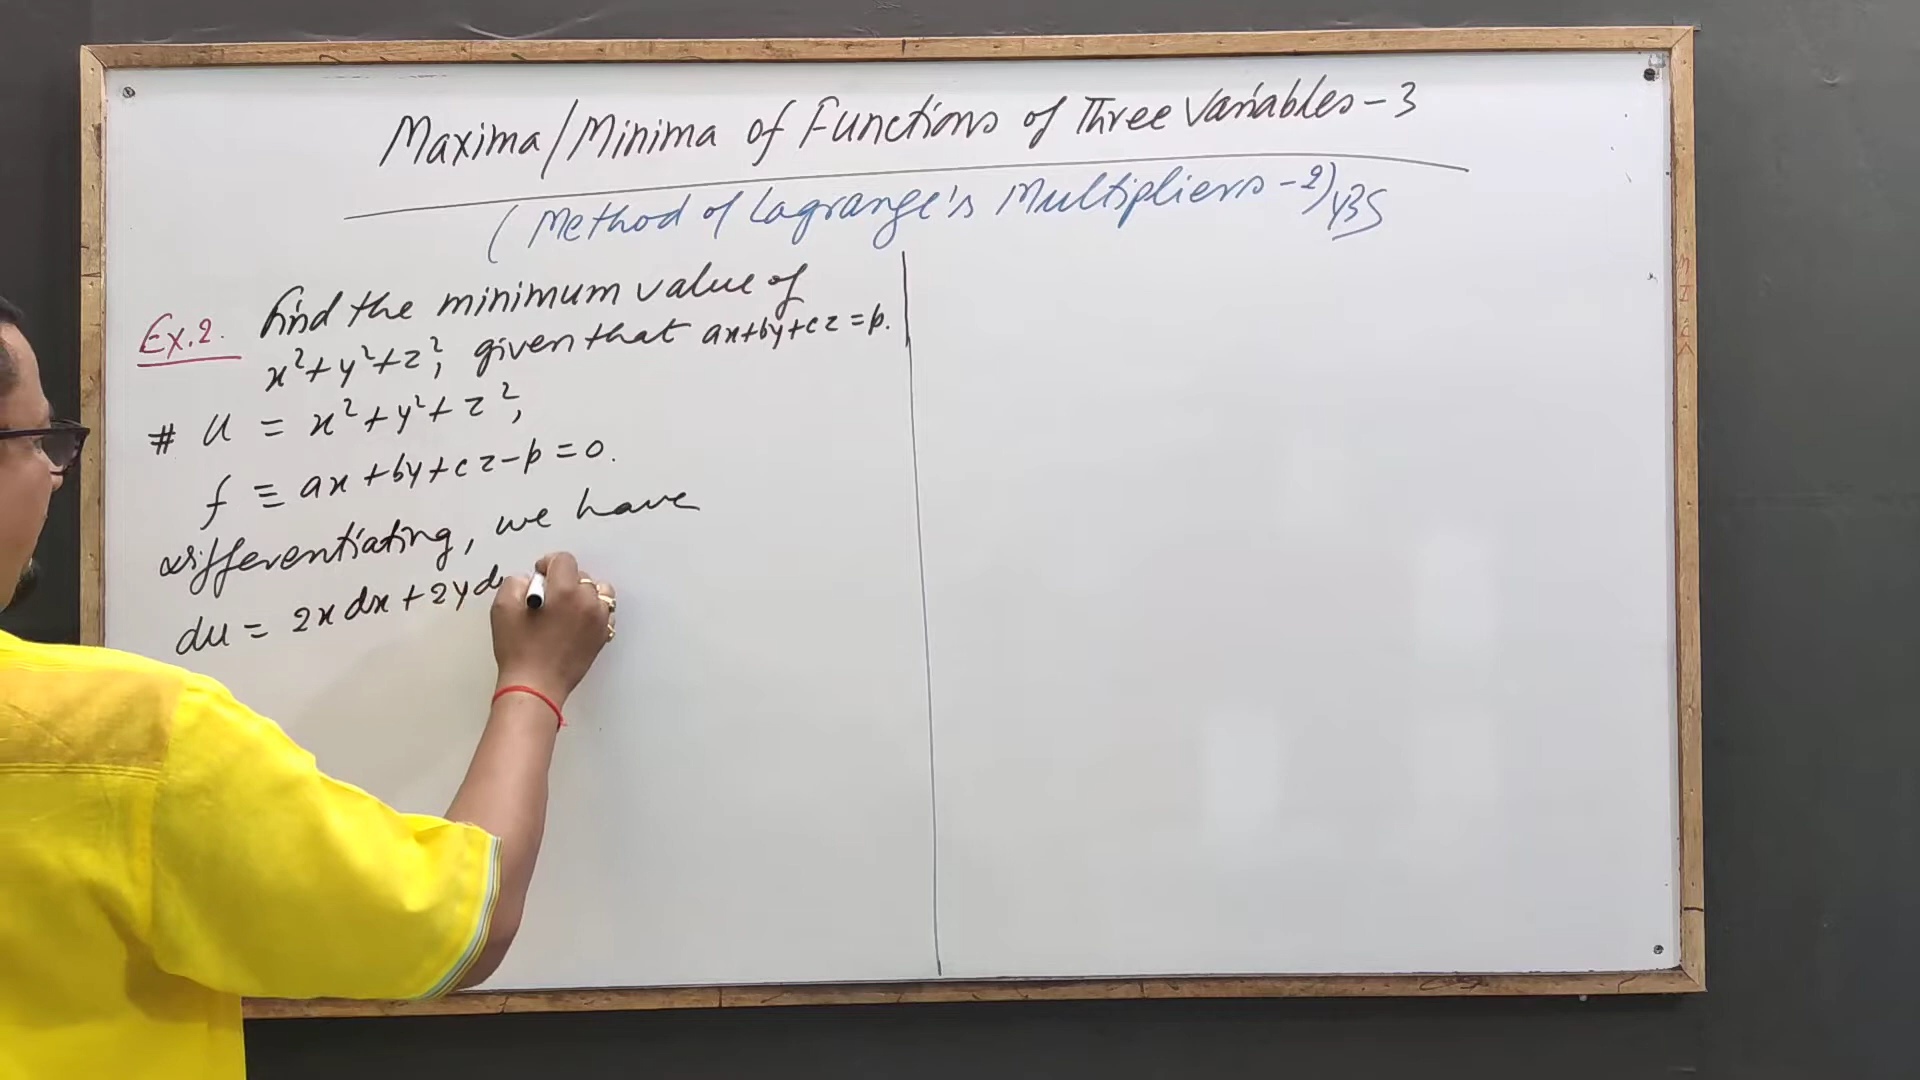 Maxima/Minima of Functions of Three Variables-3
(Method of Lagrange's Multipliers-2)
Ex.2. Find the minimum value of
x²+y²+z², given that ax+by+cz=p.
# u = x²+y²+z²,
f ≡ ax+by+cz-p=0.
Differentiating, we have
du = 2x dx+2y d